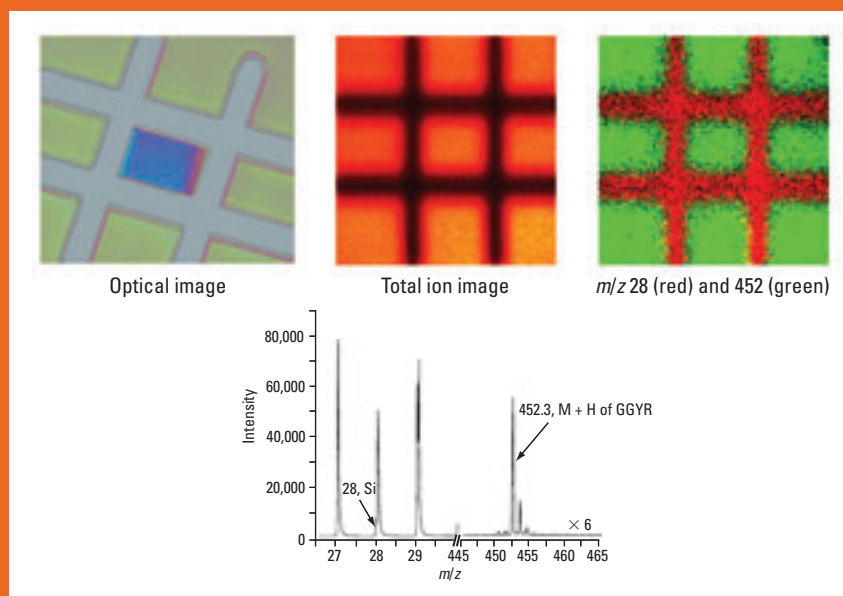 Optical image
Total ion image
m/z 28 (red) and 452 (green)
80,000
60,000
40,000
20,000
0
Intensity
452.3, M + H of GGYR
28, Si
× 6
27 28 29 445 450 455 460 465
m/z